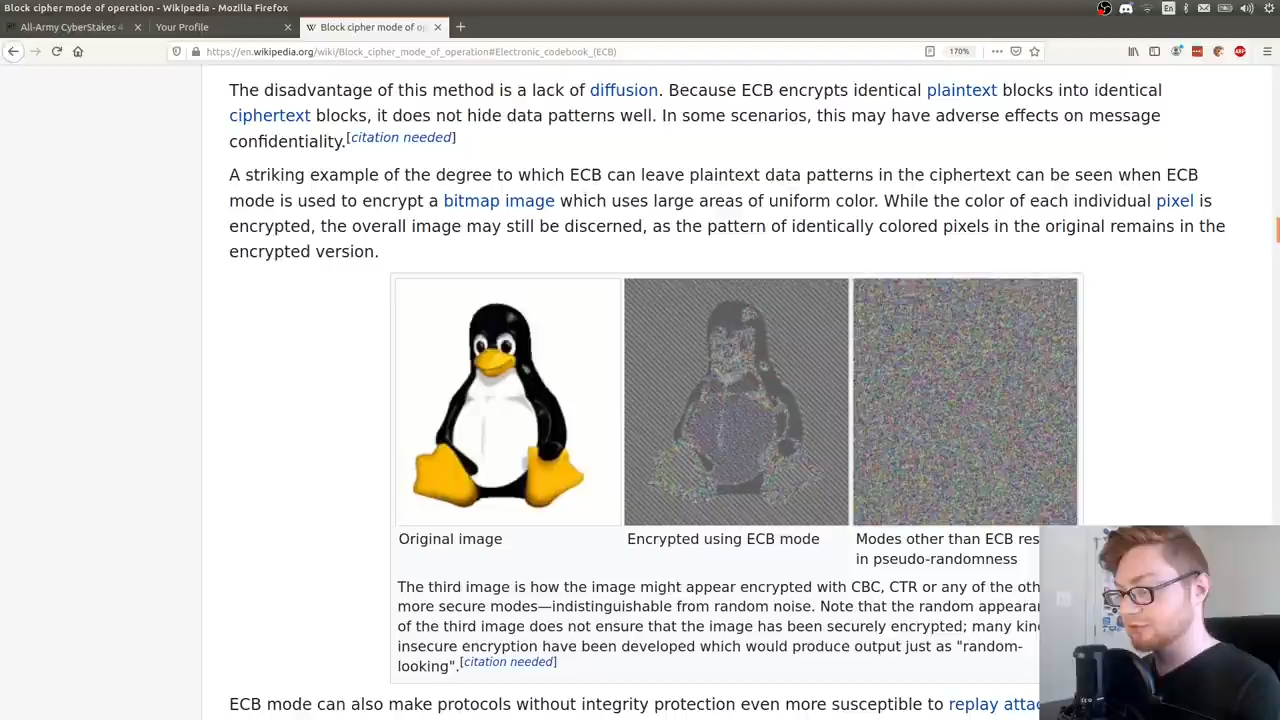 Block cipher mode of operation - Wikipedia - Mozilla Firefox
En
All-Army CyberStakes
Your Profile
W Block cipher mode of op
https://en.wikipedia.org/wiki/Block_cipher_mode_of_operation#Electronic_codebook_(ECB)
170%
ABP
The disadvantage of this method is a lack of diffusion. Because ECB encrypts identical plaintext blocks into identical
ciphertext blocks, it does not hide data patterns well. In some scenarios, this may have adverse effects on message
confidentiality.[citation needed]
A striking example of the degree to which ECB can leave plaintext data patterns in the ciphertext can be seen when ECB
mode is used to encrypt a bitmap image which uses large areas of uniform color. While the color of each individual pixel is
encrypted, the overall image may still be discerned, as the pattern of identically colored pixels in the original remains in the
encrypted version.
Original image
Encrypted using ECB mode
Modes other than ECB res
in pseudo-randomness
The third image is how the image might appear encrypted with CBC, CTR or any of the oth
more secure modes—indistinguishable from random noise. Note that the random appeara
of the third image does not ensure that the image has been securely encrypted; many kin
insecure encryption have been developed which would produce output just as "random-
looking".[citation needed]
ECB mode can also make protocols without integrity protection even more susceptible to replay atta